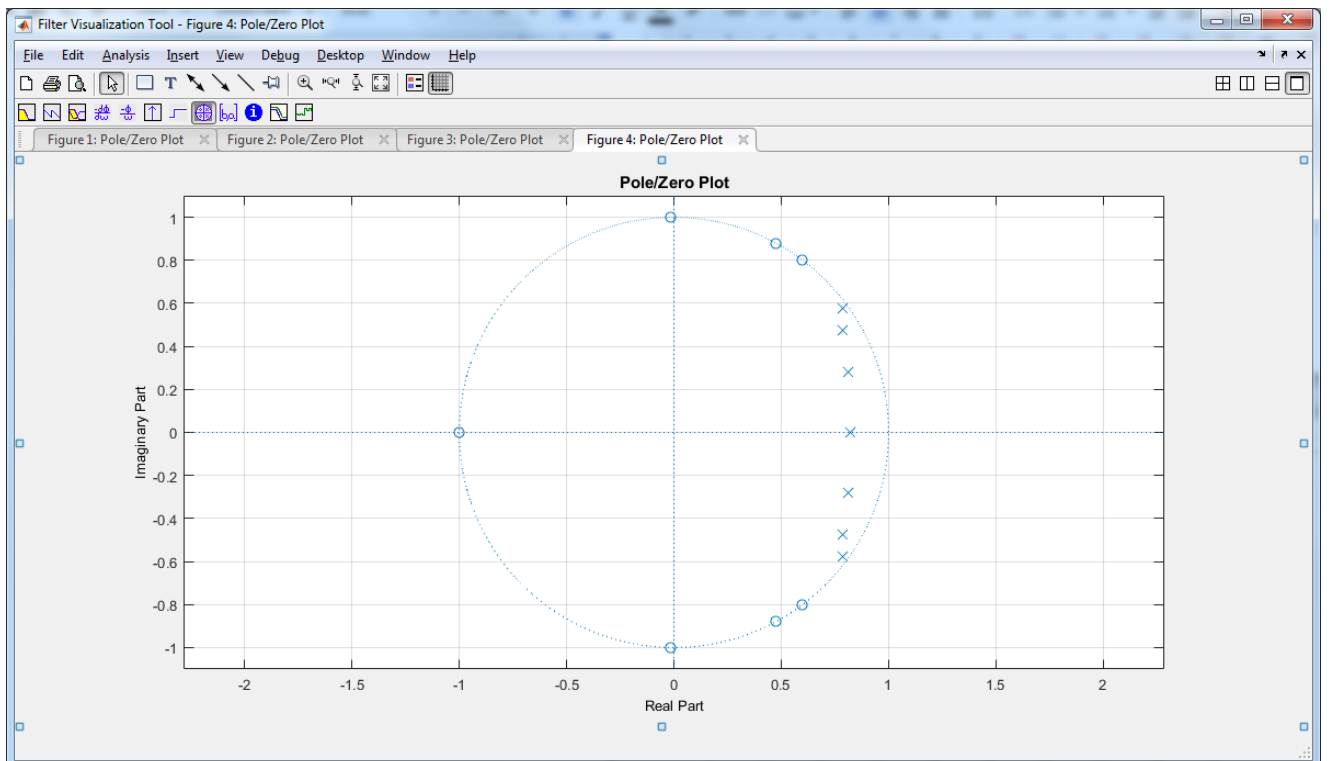 Filter Visualization Tool - Figure 4: Pole/Zero Plot
File Edit Analysis Insert View Debug Desktop Window Help
Figure 1: Pole/Zero Plot Figure 2: Pole/Zero Plot Figure 3: Pole/Zero Plot Figure 4: Pole/Zero Plot
Pole/Zero Plot
1
0.8
0.6
0.4
0.2
0
-0.2
-0.4
-0.6
-0.8
-1
Imaginary Part
-2 -1.5 -1 -0.5 0 0.5 1 1.5 2
Real Part